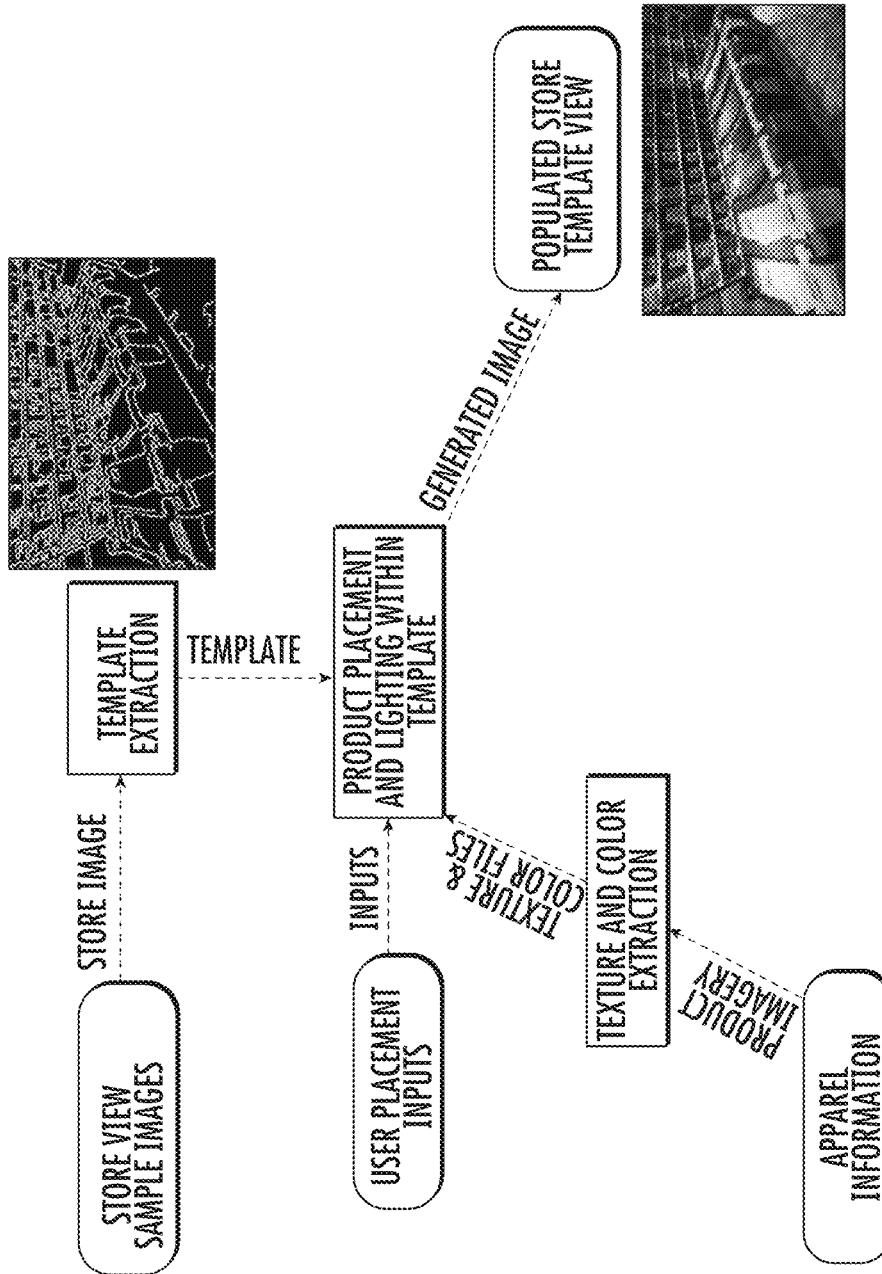 STORE VIEW
SAMPLE IMAGES
STORE IMAGE
TEMPLATE
EXTRACTION
TEMPLATE
USER PLACEMENT
INPUTS
INPUTS
PRODUCT PLACEMENT
AND LIGHTING WITHIN
TEMPLATE
GENERATED IMAGE
POPULATED STORE
TEMPLATE VIEW
APPAREL
INFORMATION
PRODUCT
IMAGERY
TEXTURE AND COLOR
EXTRACTION
TEXTURE &
COLOR FILES